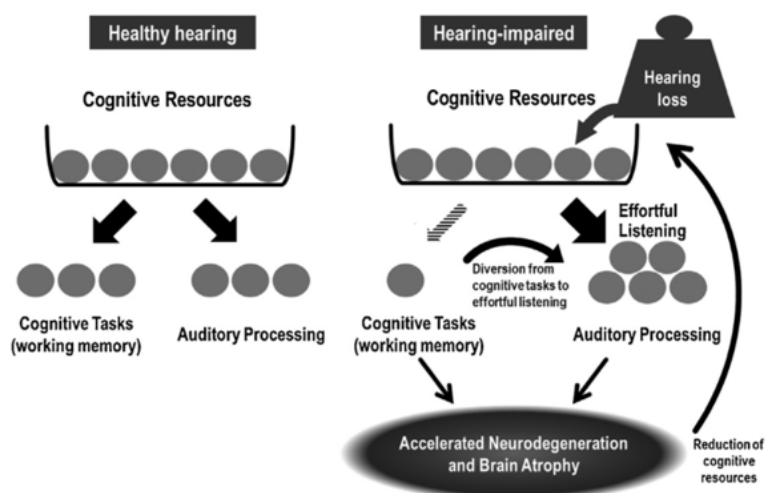 Healthy hearing
Cognitive Resources
Cognitive Tasks
(working memory)
Auditory Processing
Hearing-impaired
Hearing
loss
Cognitive Resources
Effortful
Listening
Diversion from
cognitive tasks to
effortful listening
Cognitive Tasks
(working memory)
Auditory Processing
Accelerated Neurodegeneration
and Brain Atrophy
Reduction of
cognitive
resources